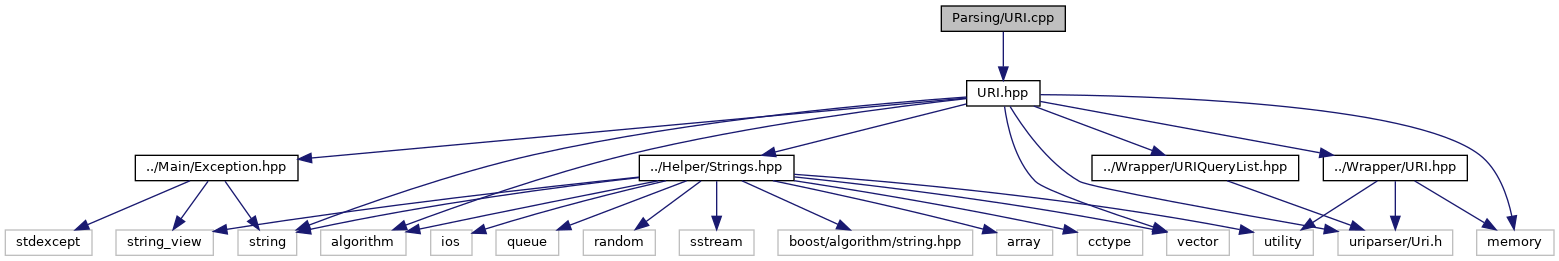 Parsing/URI.cpp
URI.hpp
../Main/Exception.hpp
../Helper/Strings.hpp
../Wrapper/URIQueryList.hpp
../Wrapper/URI.hpp
stdexcept
string_view
string
algorithm
ios
queue
random
sstream
boost/algorithm/string.hpp
array
cctype
vector
utility
uriparser/Uri.h
memory